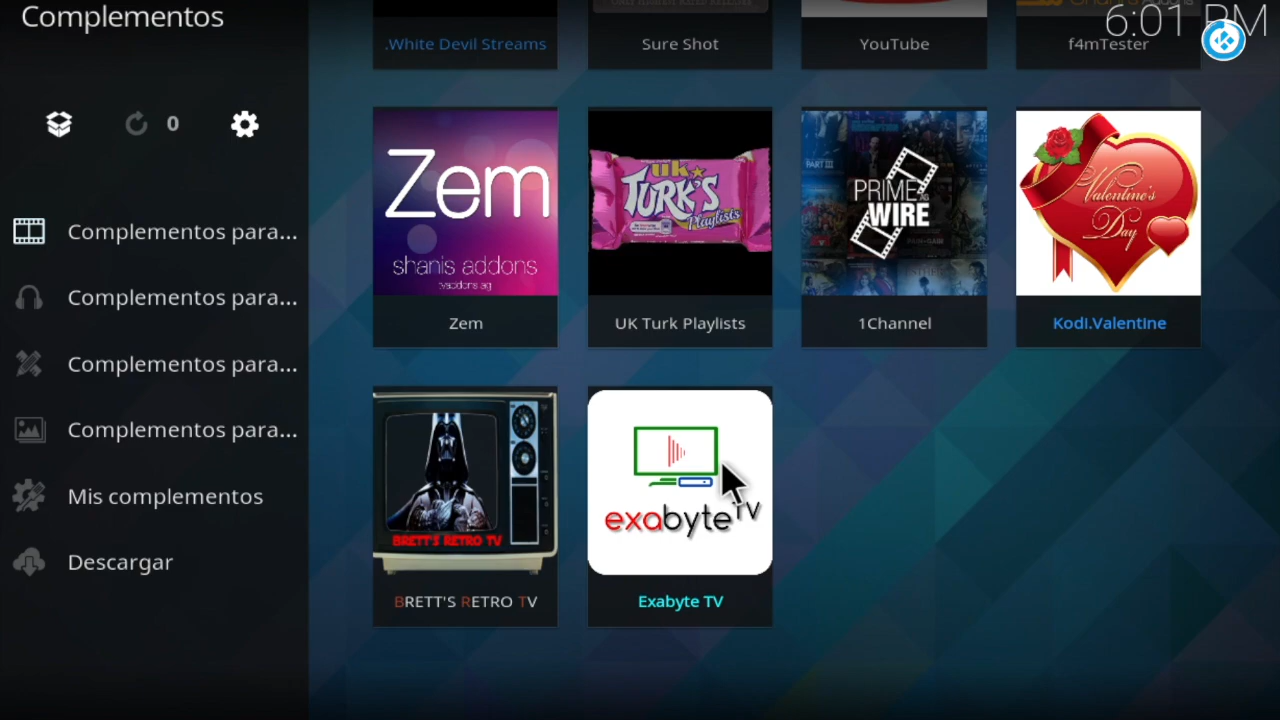 Complementos
6:01 PM
.White Devil Streams
Sure Shot
YouTube
f4mTester
0
Complementos para...
Complementos para...
Complementos para...
Complementos para...
Mis complementos
Descargar
Zem
shanis addons
tvaddons.ag
Zem
uk
TURK'S
Playlists
UK Turk Playlists
PRIME
WIRE
1Channel
Valentine's
Day
Kodi.Valentine
BRETT'S RETRO TV
BRETT'S RETRO TV
exabyte TV
Exabyte TV